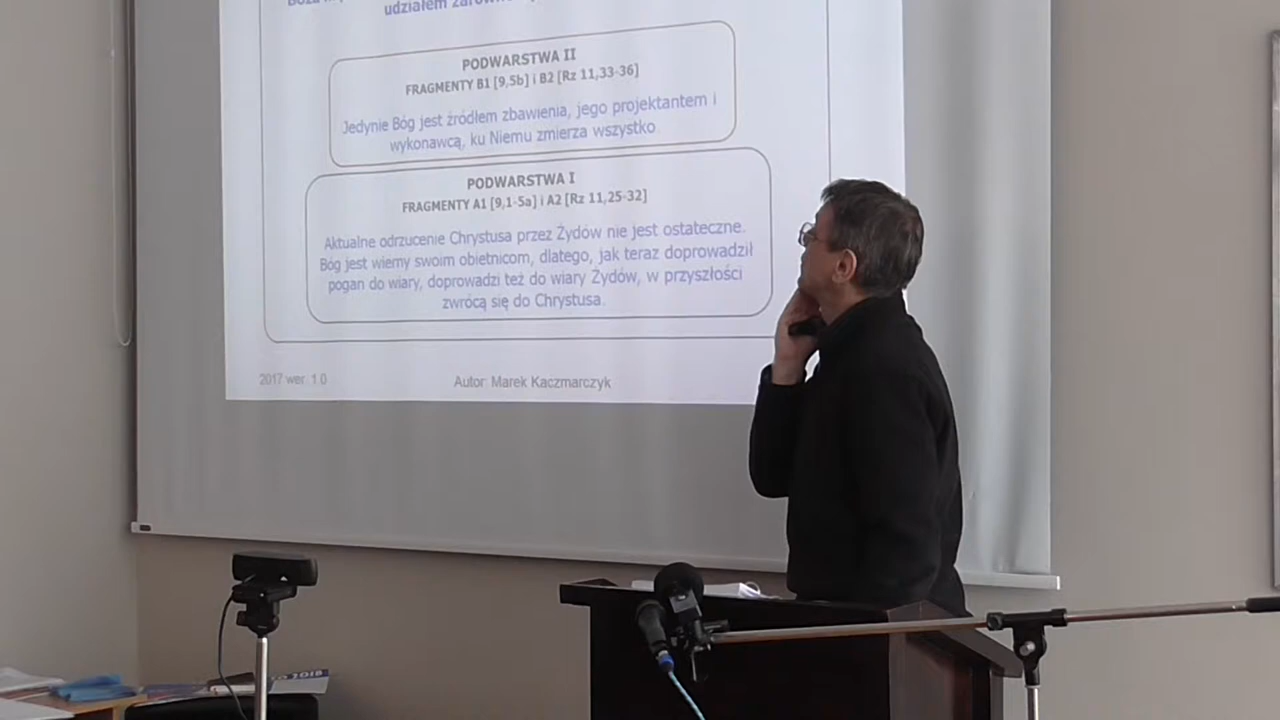 udziałem
PODWARSTWA II
FRAGMENTY B1 [9,5b] i B2 [Rz 11,33-36]
Jedynie Bóg jest źródłem zbawienia, jego projektantem i
wykonawcą, ku Niemu zmierza wszystko.
PODWARSTWA I
FRAGMENTY A1 [9,1-5a] i A2 [Rz 11,25-32]
Aktualne odrzucenie Chrystusa przez Żydów nie jest ostateczne.
Bóg jest wierny swoim obietnicom, dlatego, jak teraz doprowadził
pogan do wiary, doprowadzi też do wiary Żydów, w przyszłości
zwrócą się do Chrystusa.
2017 wer. 1.0
Autor: Marek Kaczmarczyk
2018